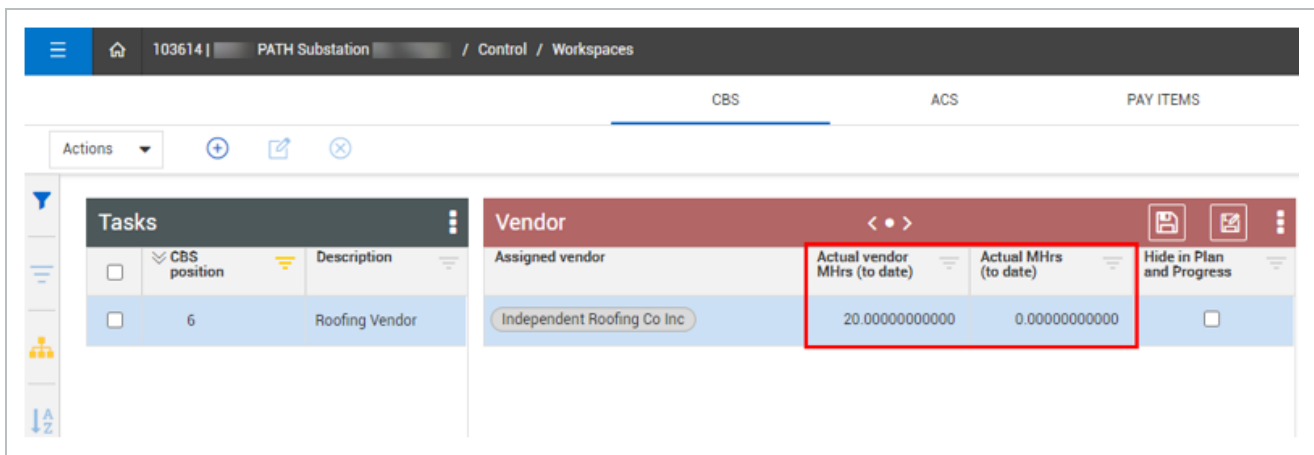 103614 | PATH Substation / Control / Workspaces
CBS ACS PAY ITEMS
Actions
Tasks Vendor
CBS position Description Assigned vendor Actual vendor MHrs (to date) Actual MHrs (to date) Hide in Plan and Progress
6 Roofing Vendor Independent Roofing Co Inc 20.00000000000 0.00000000000
A
Z